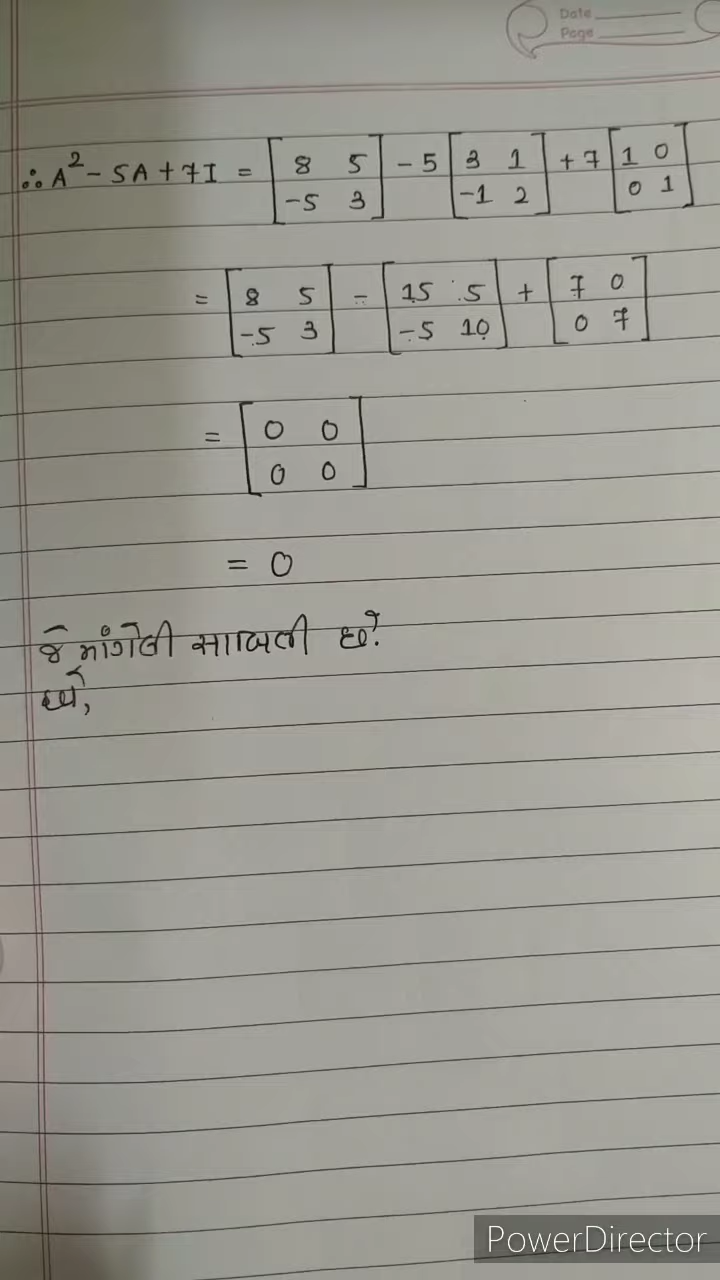 Date
Page
∴ A² - 5A + 7I = [8 5; -5 3] - 5 [3 1; -1 2] + 7 [1 0; 0 1]
= [8 5; -5 3] - [15 5; -5 10] + [7 0; 0 7]
= [0 0; 0 0]
= 0
જે માંગેલી સાબિતી છે.
PowerDirector